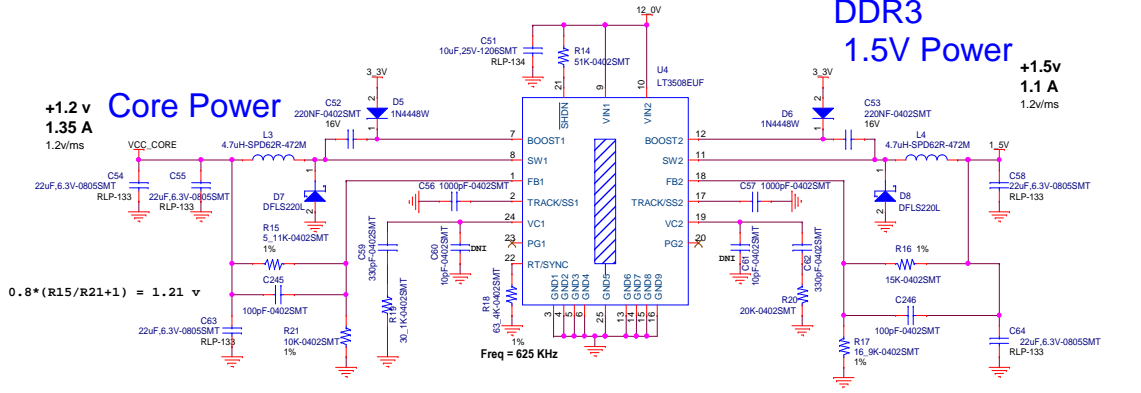 DDR3
1.5V Power
+1.5v
1.1 A
1.2v/ms
Core Power
+1.2 v
1.35 A
1.2v/ms
12_0V
C51
10uF,25V-1206SMT
RLP-134
R14
51K-0402SMT
U4
LT3508EUF
3_3V
D5
1N4448W
1
2
C52
220NF-0402SMT
16V
3_3V
D6
1N4448W
1
2
C53
220NF-0402SMT
16V
L3
4.7uH-SPD62R-472M
VCC_CORE
C54
22uF,6.3V-0805SMT
RLP-133
C55
22uF,6.3V-0805SMT
RLP-133
D7
DFLS220L
1
2
L4
4.7uH-SPD62R-472M
1_5V
D8
DFLS220L
1
2
C58
22uF,6.3V-0805SMT
RLP-133
21
9
10
SHDN
VIN1
VIN2
7
BOOST1
8
SW1
1
FB1
2
TRACK/SS1
24
VC1
23
PG1
22
RT/SYNC
12
BOOST2
11
SW2
18
FB2
17
TRACK/SS2
19
VC2
20
PG2
GND1
GND2
GND3
GND4
GND5
GND6
GND7
GND8
GND9
3
4
5
6
25
13
14
15
16
C56 1000pF-0402SMT
C57 1000pF-0402SMT
C59
330pF-0402SMT
C60
10pF-0402SMT
DNI
R19
30_1K-0402SMT
R18
63_4K-0402SMT
1%
Freq = 625 KHz
C61
10pF-0402SMT
DNI
C62
330pF-0402SMT
R20
20K-0402SMT
R15
5_11K-0402SMT
1%
C245
100pF-0402SMT
0.8*(R15/R21+1) = 1.21 v
C63
22uF,6.3V-0805SMT
RLP-133
R21
10K-0402SMT
1%
R16 1%
15K-0402SMT
C246
100pF-0402SMT
R17
16_9K-0402SMT
1%
C64
22uF,6.3V-0805SMT
RLP-133